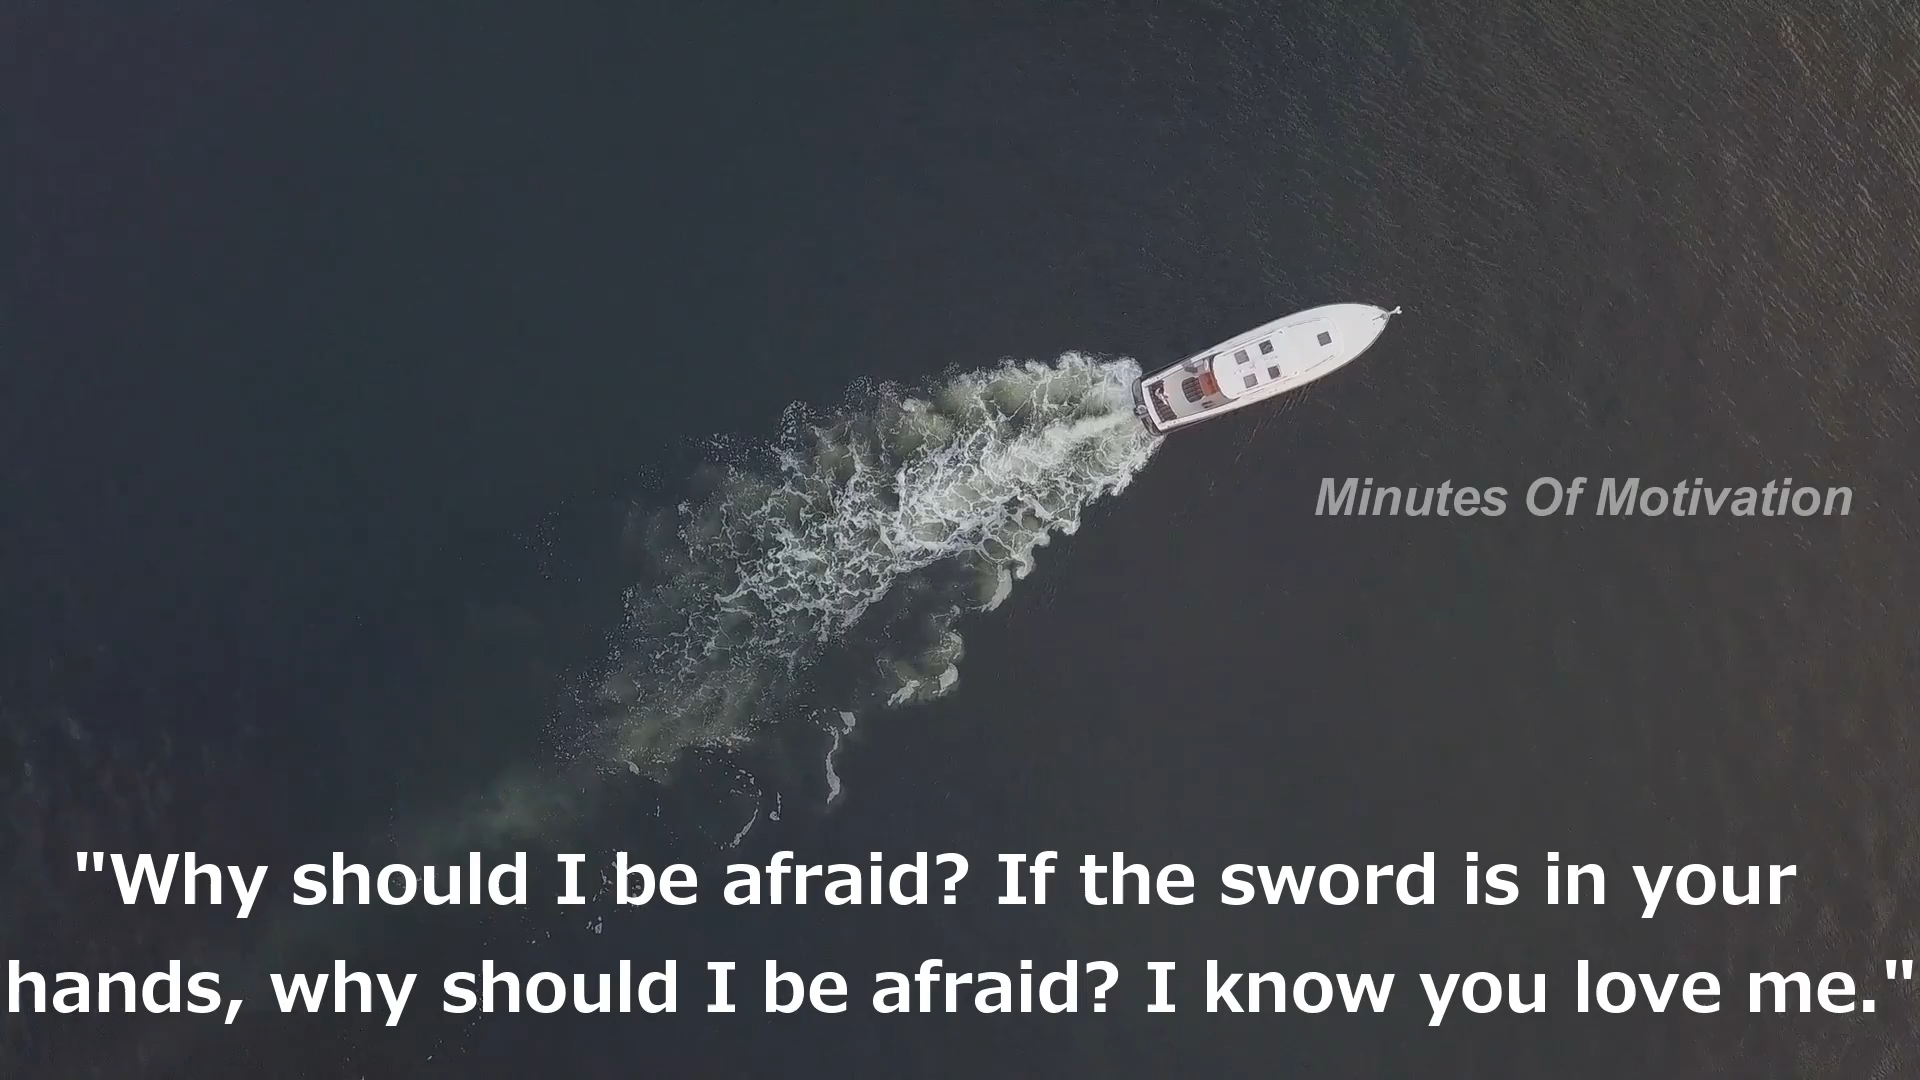 Minutes Of Motivation
"Why should I be afraid? If the sword is in your
hands, why should I be afraid? I know you love me."